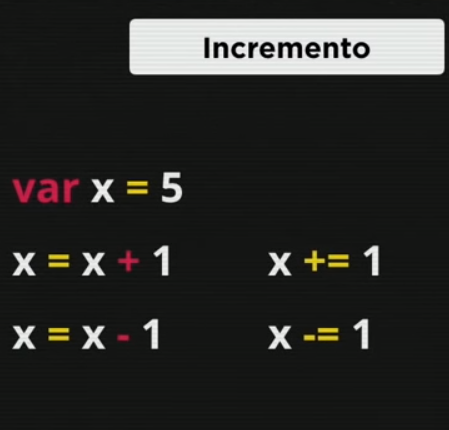 Incremento
var x = 5
x = x + 1 x += 1
x = x - 1 x -= 1